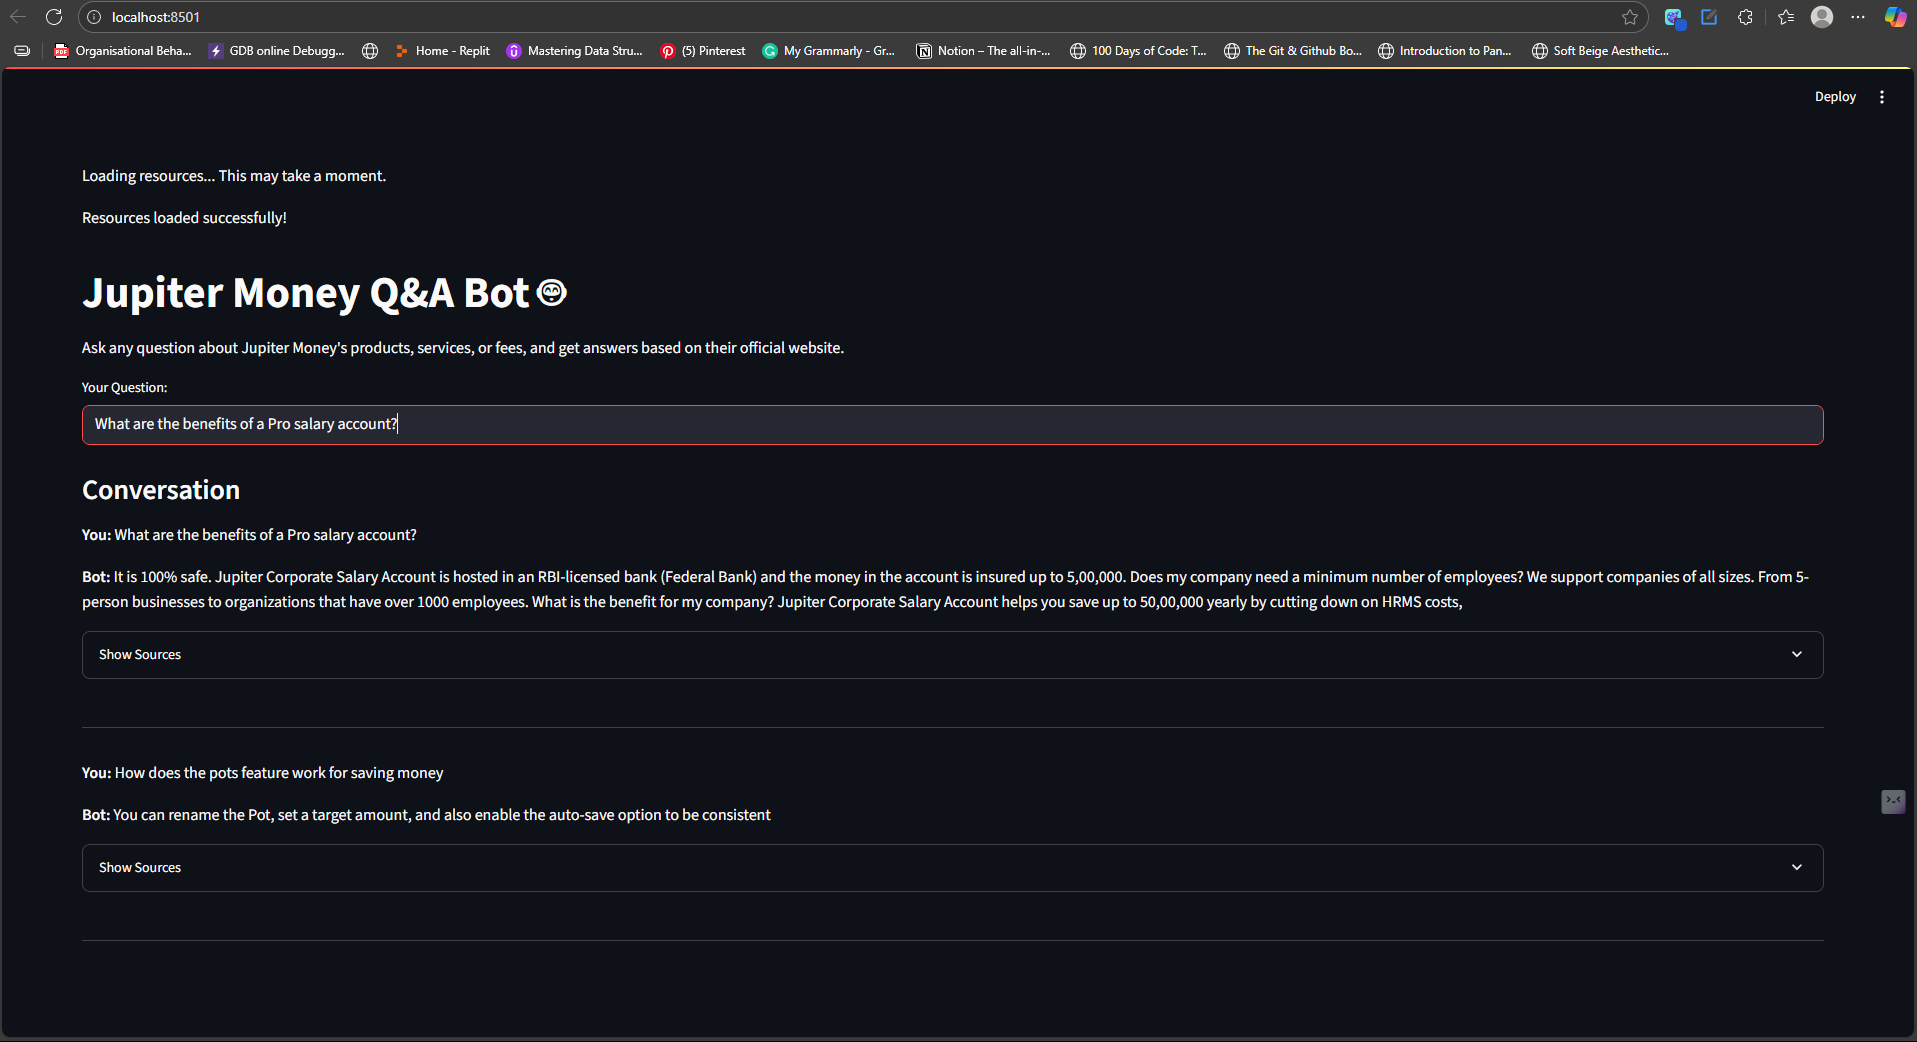 localhost:8501
Organisational Beha...
GDB online Debugg...
Home - Replit
Mastering Data Stru...
(5) Pinterest
My Grammarly - Gr...
Notion – The all-in-...
100 Days of Code: T...
The Git & Github Bo...
Introduction to Pan...
Soft Beige Aesthetic...
Deploy
Loading resources... This may take a moment.
Resources loaded successfully!
Jupiter Money Q&A Bot
Ask any question about Jupiter Money's products, services, or fees, and get answers based on their official website.
Your Question:
What are the benefits of a Pro salary account?
Conversation
You: What are the benefits of a Pro salary account?
Bot: It is 100% safe. Jupiter Corporate Salary Account is hosted in an RBI-licensed bank (Federal Bank) and the money in the account is insured up to 5,00,000. Does my company need a minimum number of employees? We support companies of all sizes. From 5-
person businesses to organizations that have over 1000 employees. What is the benefit for my company? Jupiter Corporate Salary Account helps you save up to 50,00,000 yearly by cutting down on HRMS costs,
Show Sources
You: How does the pots feature work for saving money
Bot: You can rename the Pot, set a target amount, and also enable the auto-save option to be consistent
Show Sources